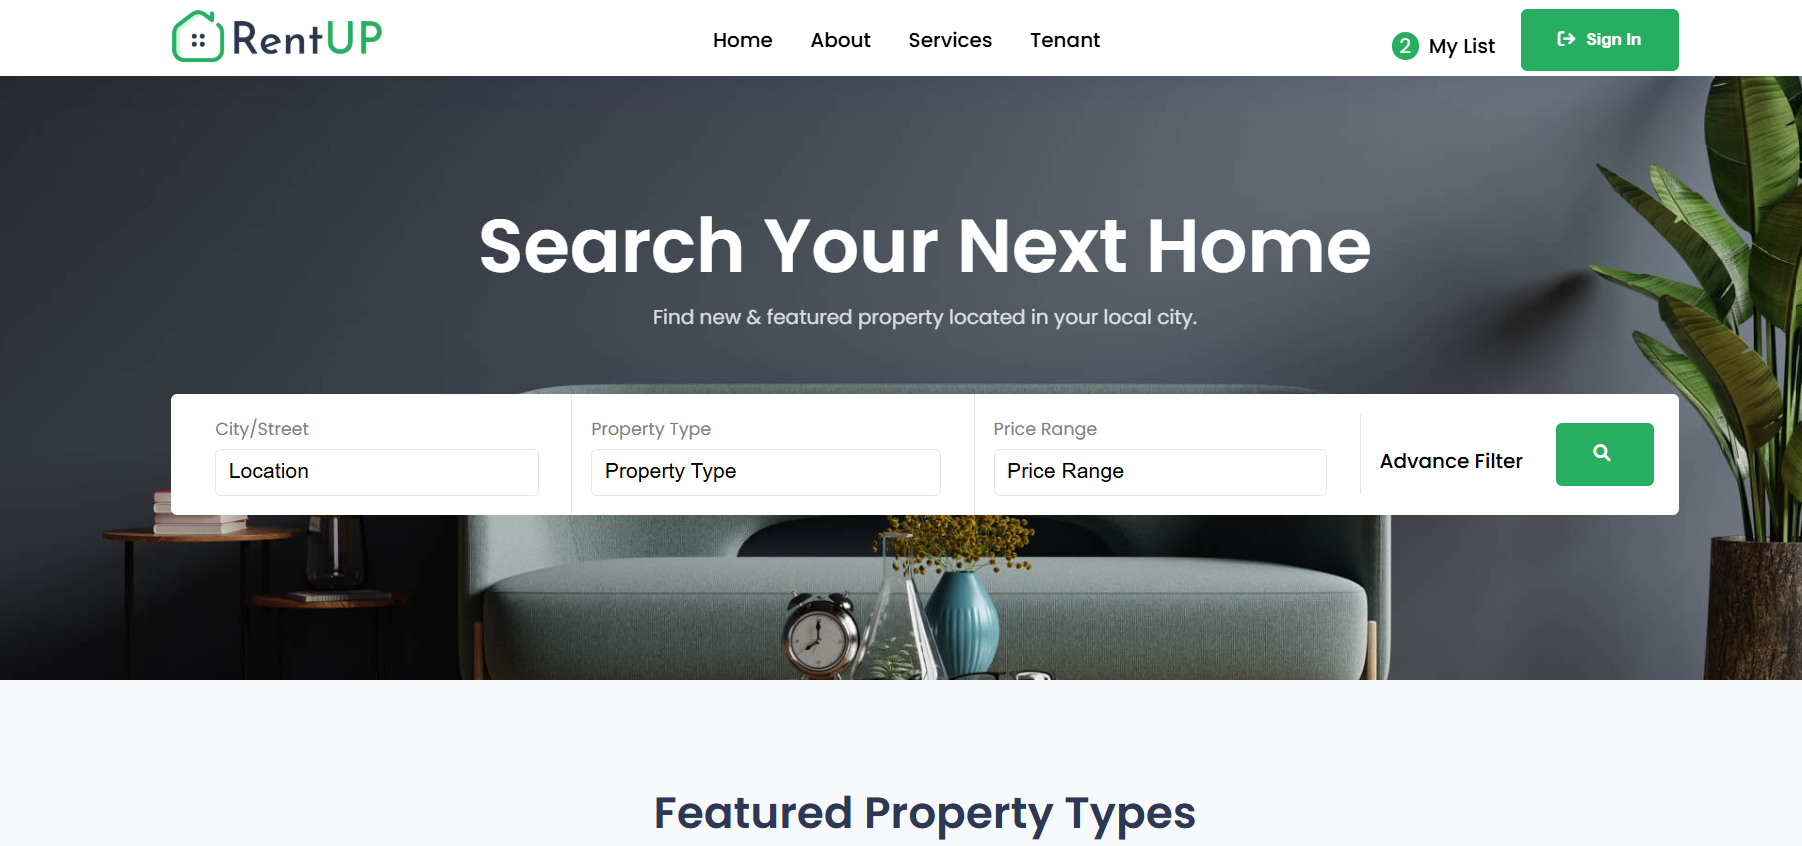 RentUP
Home About Services Tenant
2 My List
Sign In
Search Your Next Home
Find new & featured property located in your local city.
City/Street
Location
Property Type
Property Type
Price Range
Price Range
Advance Filter
Featured Property Types